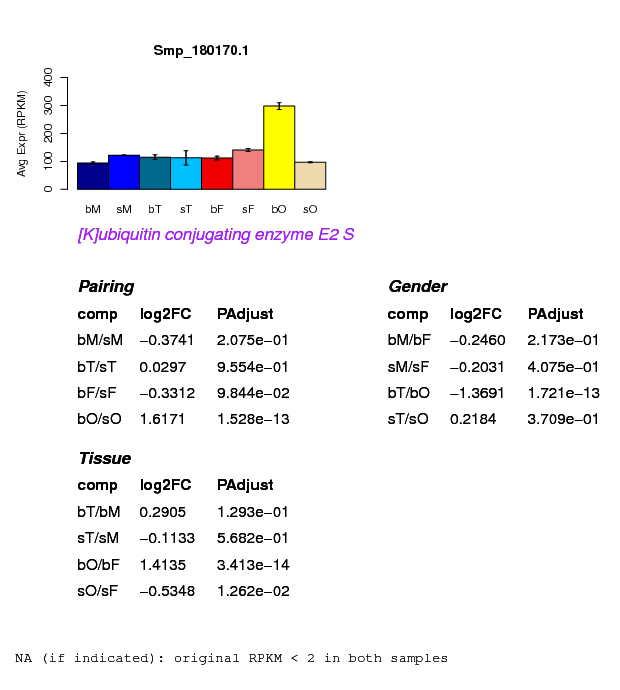 Smp_180170.1
Avg Expr (RPKM)
400
300
200
100
0
bM sM bT sT bF sF bO sO
[K]ubiquitin conjugating enzyme E2 S
Pairing
comp log2FC PAdjust
bM/sM −0.3741 2.075e−01
bT/sT 0.0297 9.554e−01
bF/sF −0.3312 9.844e−02
bO/sO 1.6171 1.528e−13
Gender
comp log2FC PAdjust
bM/bF −0.2460 2.173e−01
sM/sF −0.2031 4.075e−01
bT/bO −1.3691 1.721e−13
sT/sO 0.2184 3.709e−01
Tissue
comp log2FC PAdjust
bT/bM 0.2905 1.293e−01
sT/sM −0.1133 5.682e−01
bO/bF 1.4135 3.413e−14
sO/sF −0.5348 1.262e−02
NA (if indicated): original RPKM < 2 in both samples